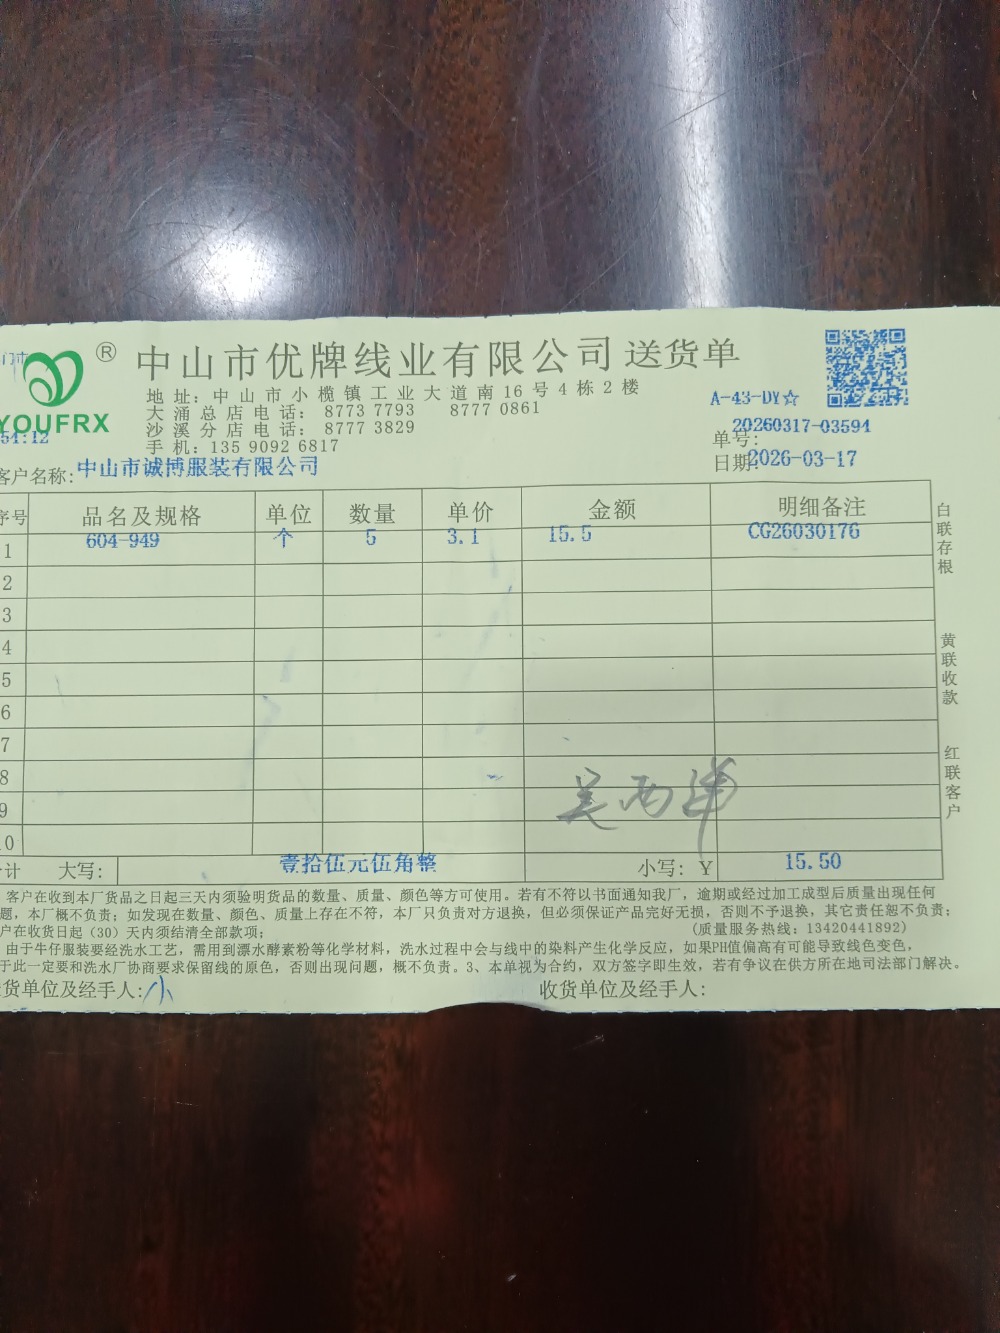 YOUFRX
®
中山市优牌线业有限公司 送货单
地址：中山市小榄镇工业大道南16号4栋2楼
大涌总店电话： 8773 7793 8777 0861
沙溪分店电话： 8777 3829
手机：135 9092 6817
A-43-DY☆
单号：20260317-03594
日期：2026-03-17
54:12
客户名称：中山市诚博服装有限公司
序号 品名及规格 单位 数量 单价 金额 明细备注
1 604-949 个 5 3.1 15.5 CG26030176
2
3
4
5
6
7
8
9
10
白联存根
黄联收款
红联客户
计 大写： 壹拾伍元伍角整 小写：Y 15.50
客户在收到本厂货品之日起三天内须验明货品的数量、质量、颜色等方可使用。若有不符以书面通知我厂，逾期或经过加工成型后质量出现任何
题，本厂概不负责；如发现在数量、颜色、质量上存在不符，本厂只负责对方退换，但必须保证产品完好无损，否则不予退换，其它责任恕不负责；
户在收货日起（30）天内须结清全部款项； (质量服务热线：13420441892)
由于牛仔服装要经洗水工艺，需用到漂水酵素粉等化学材料，洗水过程中会与线中的染料产生化学反应，如果PH值偏高有可能导致线色变色，
于此一定要和洗水厂协商要求保留线的原色，否则出现问题，概不负责。3、本单视为合约，双方签字即生效，若有争议在供方所在地司法部门解决。
货单位及经手人：小 收货单位及经手人：